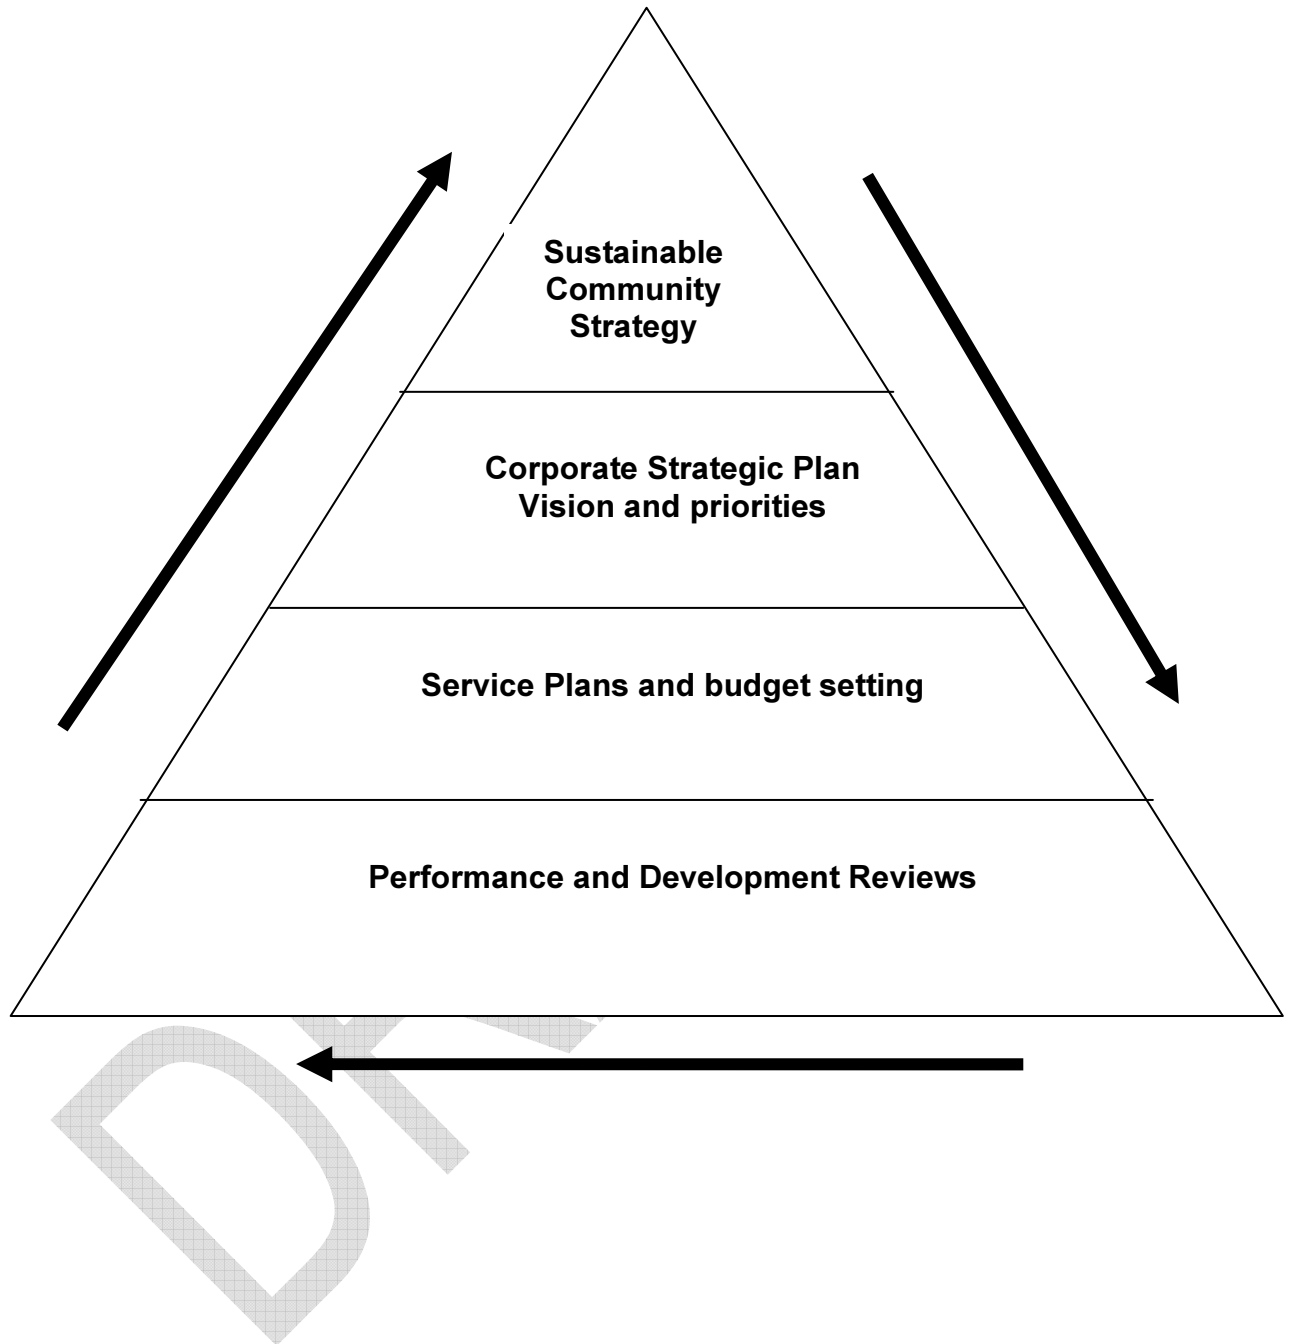 Sustainable
Community
Strategy
Corporate Strategic Plan
Vision and priorities
Service Plans and budget setting
Performance and Development Reviews